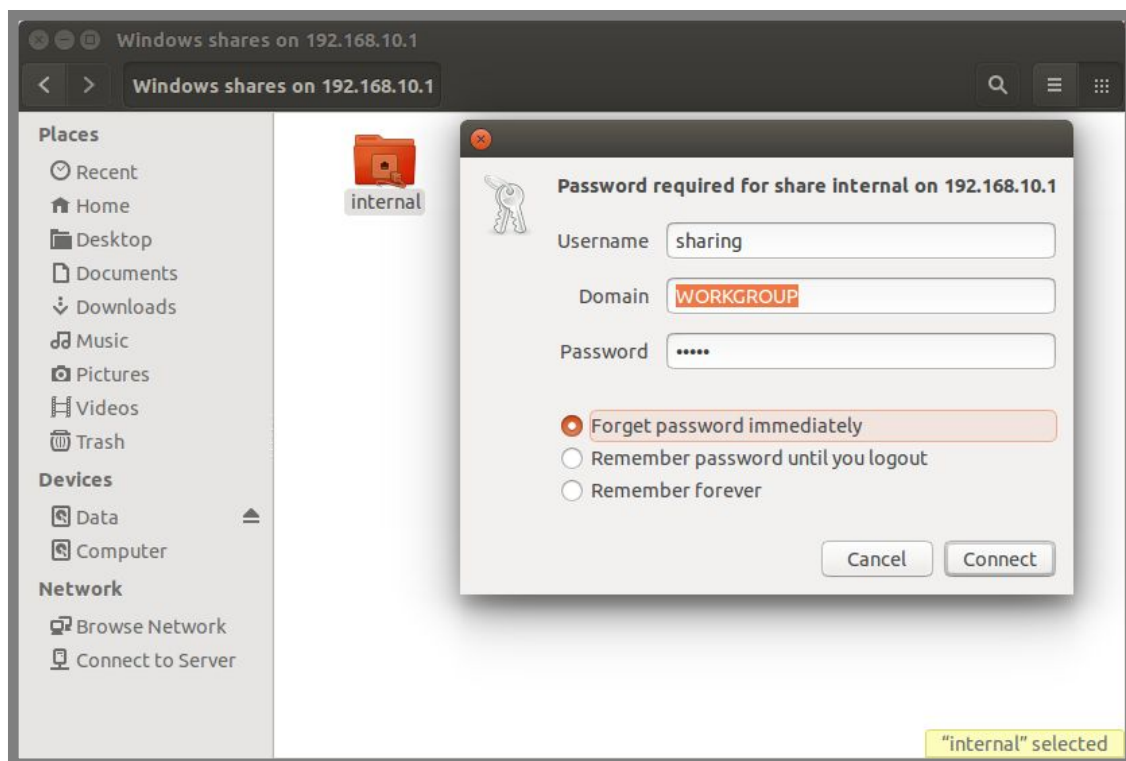 Windows shares on 192.168.10.1
Windows shares on 192.168.10.1
Places
Recent
Home
Desktop
Documents
Downloads
Music
Pictures
Videos
Trash
Devices
Data
Computer
Network
Browse Network
Connect to Server
internal
Password required for share internal on 192.168.10.1
Username sharing
Domain WORKGROUP
Password •••••
Forget password immediately
Remember password until you logout
Remember forever
Cancel Connect
“internal” selected